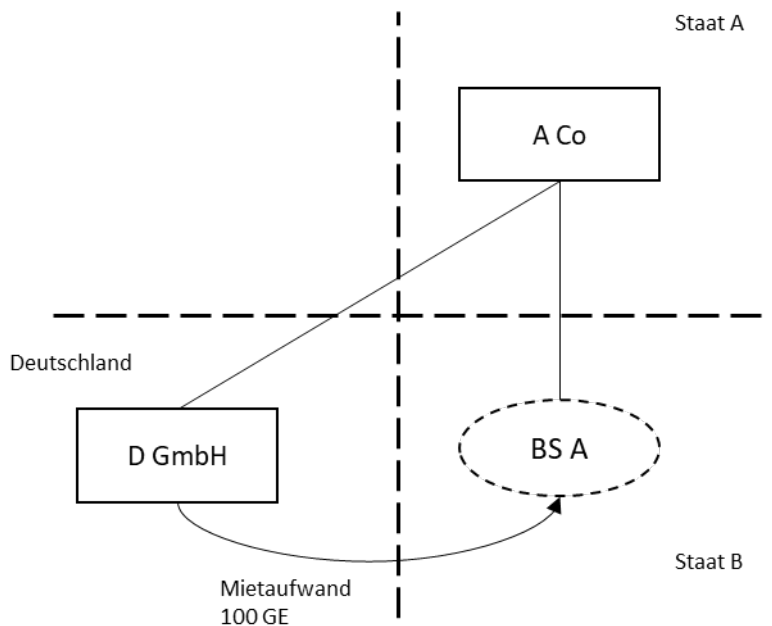 Staat A
A Co
Deutschland
D GmbH
BS A
Staat B
Mietaufwand
100 GE